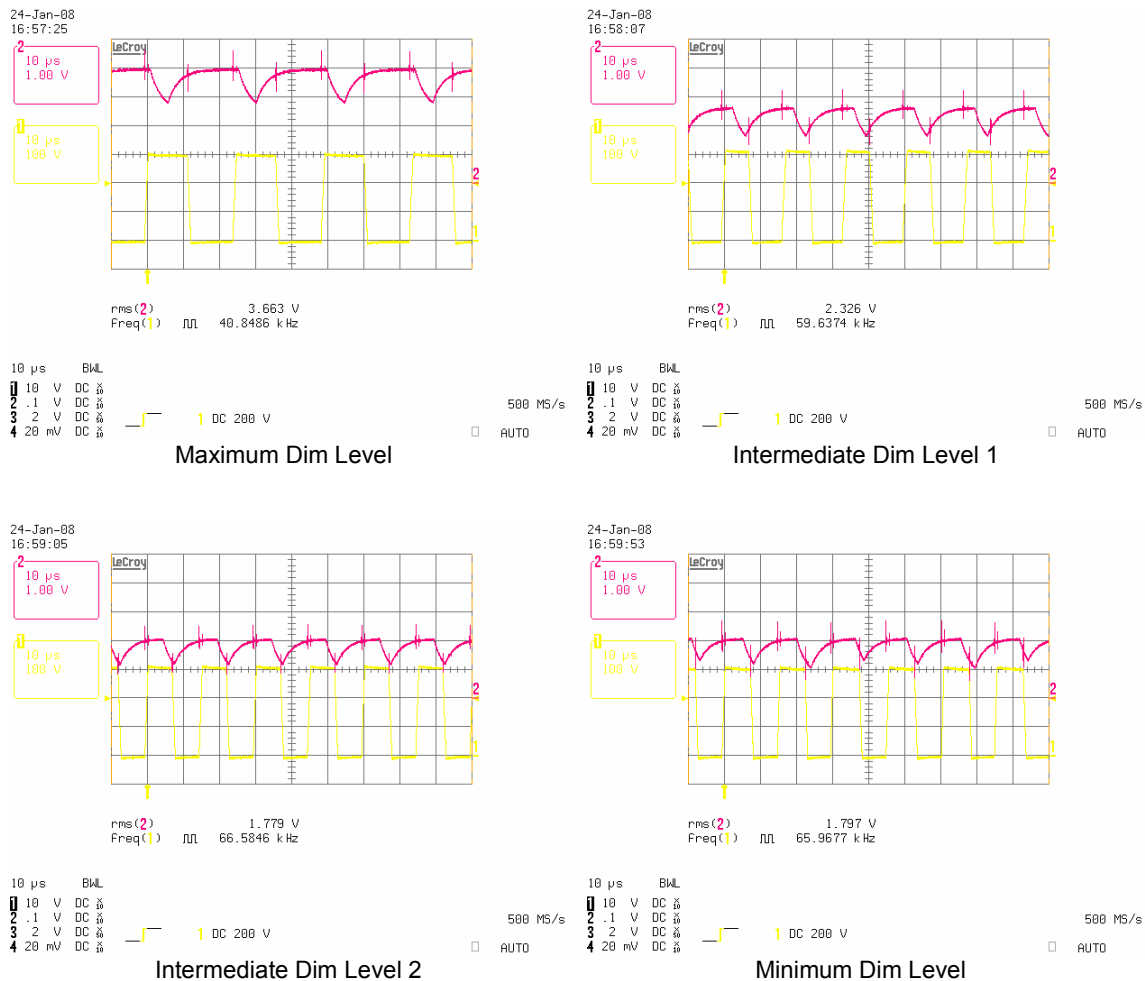 24-Jan-08
16:57:25
2
10 µs
1.00 V
1
10 µs
100 V
LeCroy
2
1
rms(2) 3.663 V
freq(1) 40.8486 kHz
10 µs BWL
1 10 V DC
2 .1 V DC
3 2 V DC
4 20 mV DC
1 DC 200 V
500 MS/s
AUTO
Maximum Dim Level
24-Jan-08
16:58:07
2
10 µs
1.00 V
1
10 µs
100 V
LeCroy
2
1
rms(2) 2.326 V
freq(1) 59.6374 kHz
10 µs BWL
1 10 V DC
2 .1 V DC
3 2 V DC
4 20 mV DC
1 DC 200 V
500 MS/s
AUTO
Intermediate Dim Level 1
24-Jan-08
16:59:05
2
10 µs
1.00 V
1
10 µs
100 V
LeCroy
2
1
rms(2) 1.779 V
freq(1) 66.5846 kHz
10 µs BWL
1 10 V DC
2 .1 V DC
3 2 V DC
4 20 mV DC
1 DC 200 V
500 MS/s
AUTO
Intermediate Dim Level 2
24-Jan-08
16:59:53
2
10 µs
1.00 V
1
10 µs
100 V
LeCroy
2
1
rms(2) 1.797 V
freq(1) 65.9677 kHz
10 µs BWL
1 10 V DC
2 .1 V DC
3 2 V DC
4 20 mV DC
1 DC 200 V
500 MS/s
AUTO
Minimum Dim Level